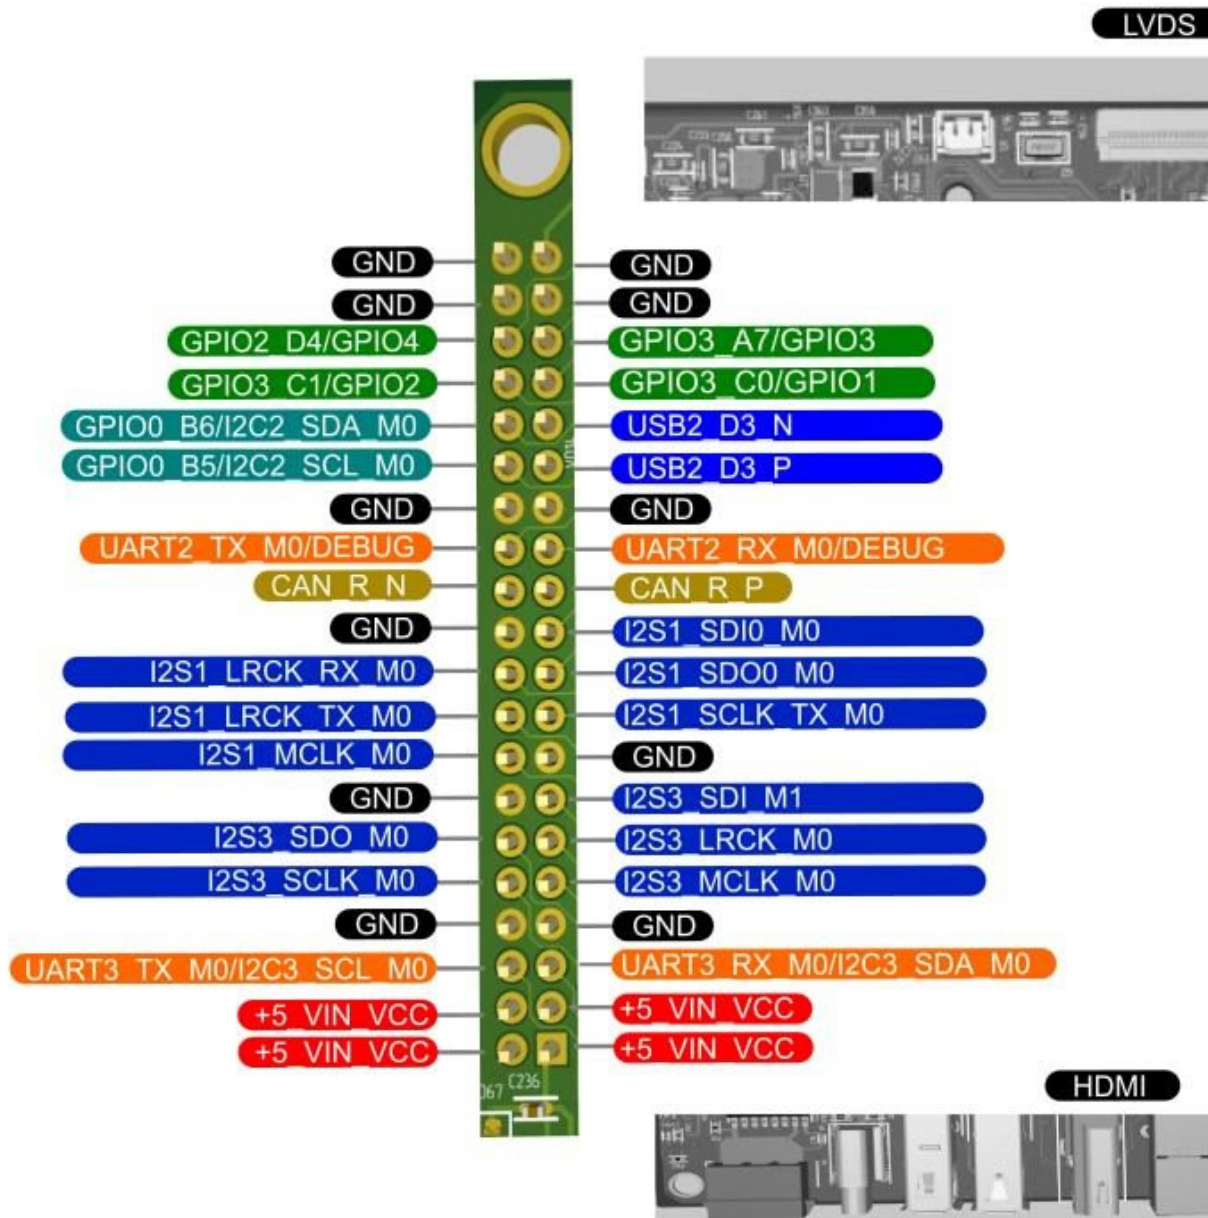 LVDS
GND GND
GND GND
GPIO2_D4/GPIO4 GPIO3_A7/GPIO3
GPIO3_C1/GPIO2 GPIO3_C0/GPIO1
GPIO0_B6/I2C2_SDA_M0 USB2_D3_N
GPIO0_B5/I2C2_SCL_M0 USB2_D3_P
GND GND
UART2_TX_M0/DEBUG UART2_RX_M0/DEBUG
CAN_R_N CAN_R_P
GND I2S1_SDI0_M0
I2S1_LRCK_RX_M0 I2S1_SDO0_M0
I2S1_LRCK_TX_M0 I2S1_SCLK_TX_M0
I2S1_MCLK_M0 GND
GND I2S3_SDI_M1
I2S3_SDO_M0 I2S3_LRCK_M0
I2S3_SCLK_M0 I2S3_MCLK_M0
GND GND
UART3_TX_M0/I2C3_SCL_M0 UART3_RX_M0/I2C3_SDA_M0
+5_VIN_VCC +5_VIN_VCC
+5_VIN_VCC +5_VIN_VCC
C236
HDMI